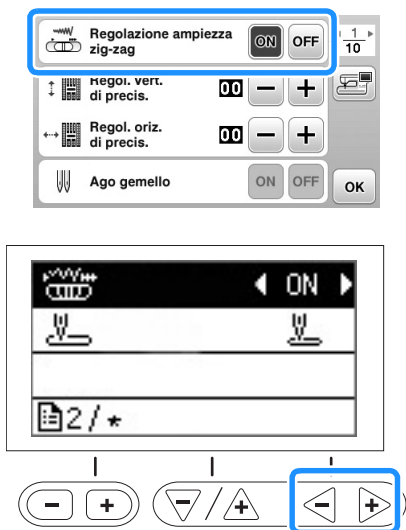 Regolazione ampiezza
zig-zag
ON OFF
1
10
Regol. vert.
di precis.
00 - +
Regol. oriz.
di precis.
00 - +
Ago gemello
ON OFF
OK
ON
2/*
- +
- / +
- +